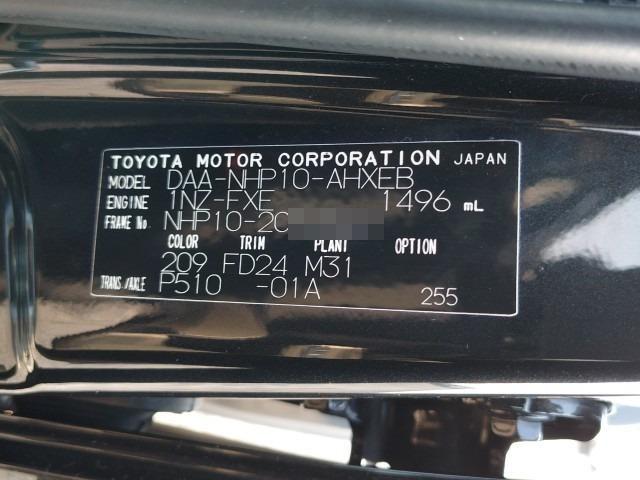 TOYOTA MOTOR CORPORATION JAPAN
MODEL DAA-NHP10-AHXEB
ENGINE 1NZ-FXE 1496 mL
FRAME No. NHP10-20
COLOR TRIM PLANT OPTION
209 FD24 M31
TRANS./AXLE P510 -01A 255